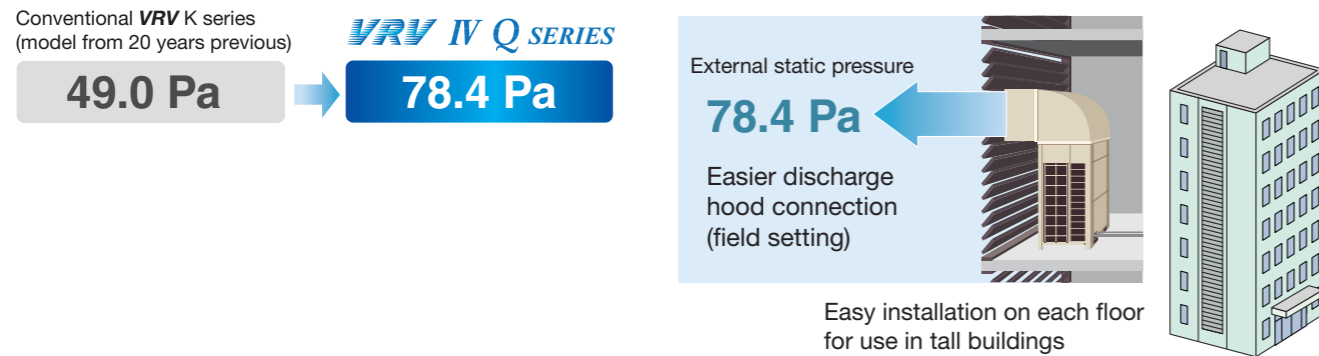 Conventional VRV K series
(model from 20 years previous)
49.0 Pa
VRV IV Q SERIES
78.4 Pa
External static pressure
78.4 Pa
Easier discharge
hood connection
(field setting)
Easy installation on each floor
for use in tall buildings